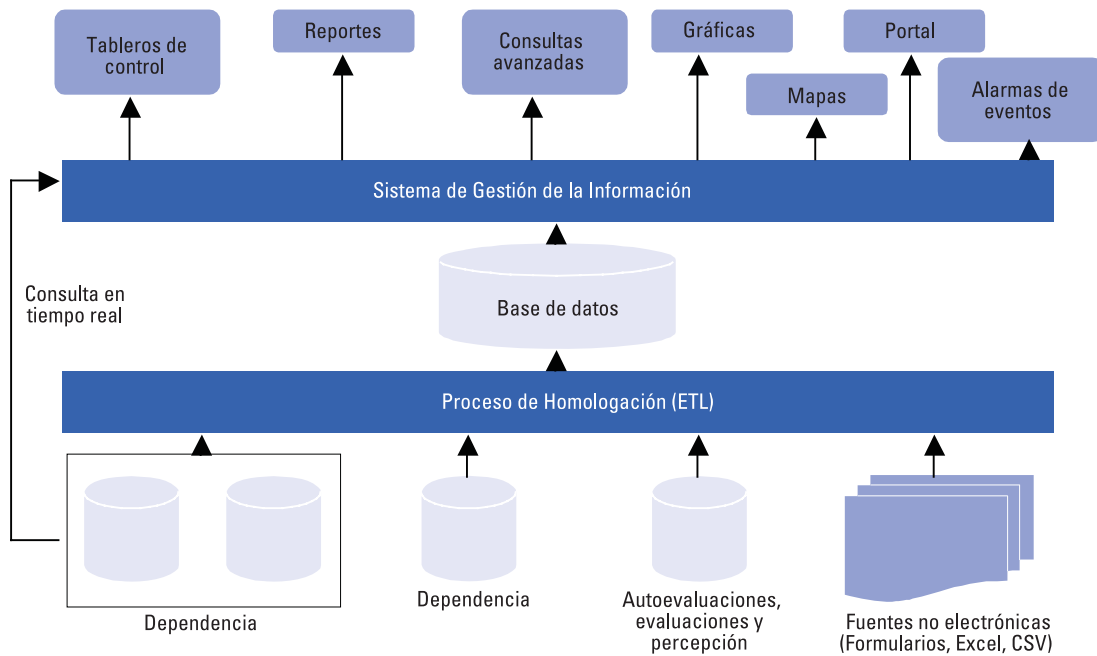 Tableros de
control
Reportes
Consultas
avanzadas
Gráficas
Mapas
Portal
Alarmas de
eventos
Sistema de Gestión de la Información
Consulta en
tiempo real
Base de datos
Proceso de Homologación (ETL)
Dependencia
Dependencia
Autoevaluaciones,
evaluaciones y
percepción
Fuentes no electrónicas
(Formularios, Excel, CSV)